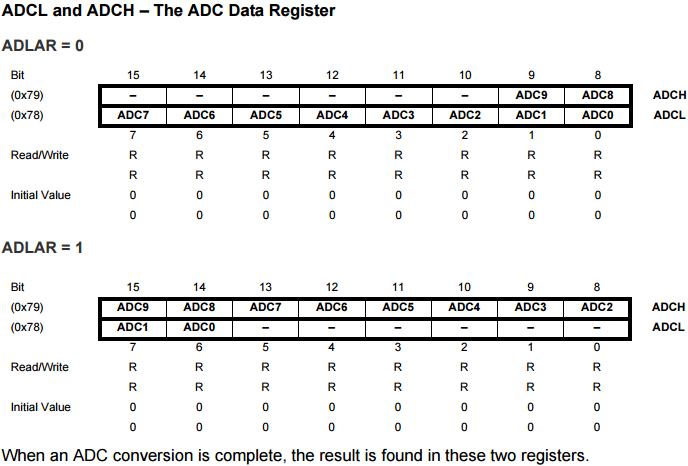 ADCL and ADCH – The ADC Data Register
ADLAR = 0
Bit 15 14 13 12 11 10 9 8
(0x79) – – – – – – ADC9 ADC8 ADCH
(0x78) ADC7 ADC6 ADC5 ADC4 ADC3 ADC2 ADC1 ADC0 ADCL
7 6 5 4 3 2 1 0
Read/Write R R R R R R R R
R R R R R R R R
Initial Value 0 0 0 0 0 0 0 0
0 0 0 0 0 0 0 0
ADLAR = 1
Bit 15 14 13 12 11 10 9 8
(0x79) ADC9 ADC8 ADC7 ADC6 ADC5 ADC4 ADC3 ADC2 ADCH
(0x78) ADC1 ADC0 – – – – – – ADCL
7 6 5 4 3 2 1 0
Read/Write R R R R R R R R
R R R R R R R R
Initial Value 0 0 0 0 0 0 0 0
0 0 0 0 0 0 0 0
When an ADC conversion is complete, the result is found in these two registers.